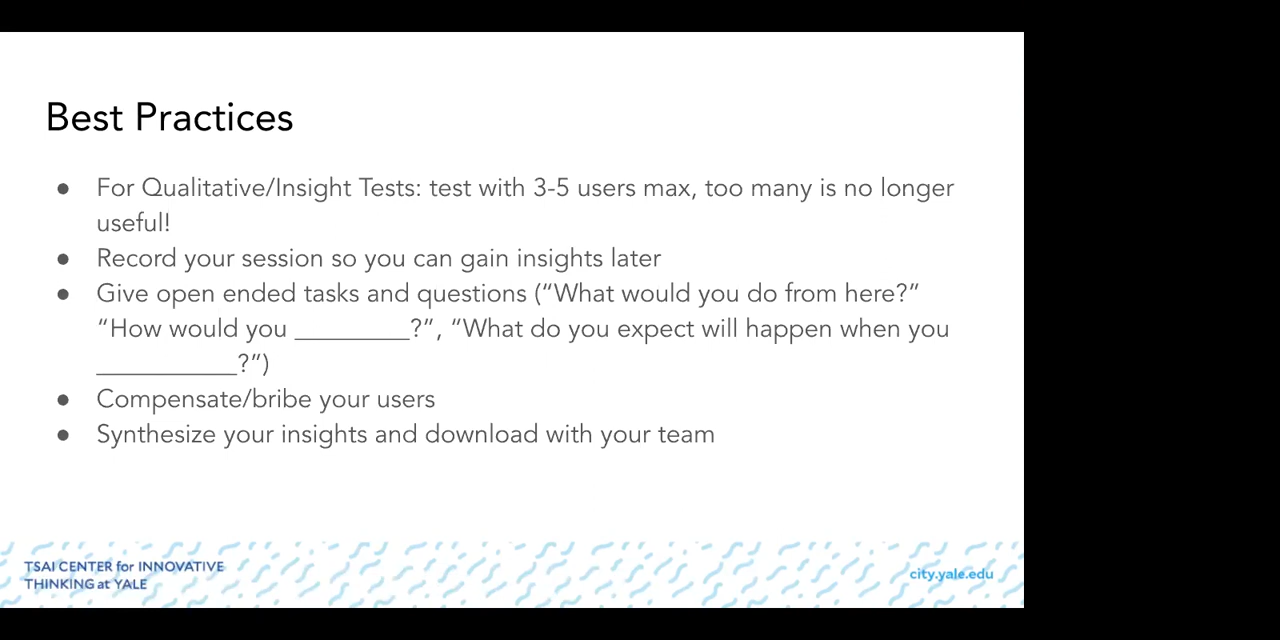 Best Practices
● For Qualitative/Insight Tests: test with 3-5 users max, too many is no longer
useful!
● Record your session so you can gain insights later
● Give open ended tasks and questions (“What would you do from here?”
“How would you _________?”, “What do you expect will happen when you
___________?”)
● Compensate/bribe your users
● Synthesize your insights and download with your team
TSAI CENTER for INNOVATIVE
THINKING at YALE
city.yale.edu